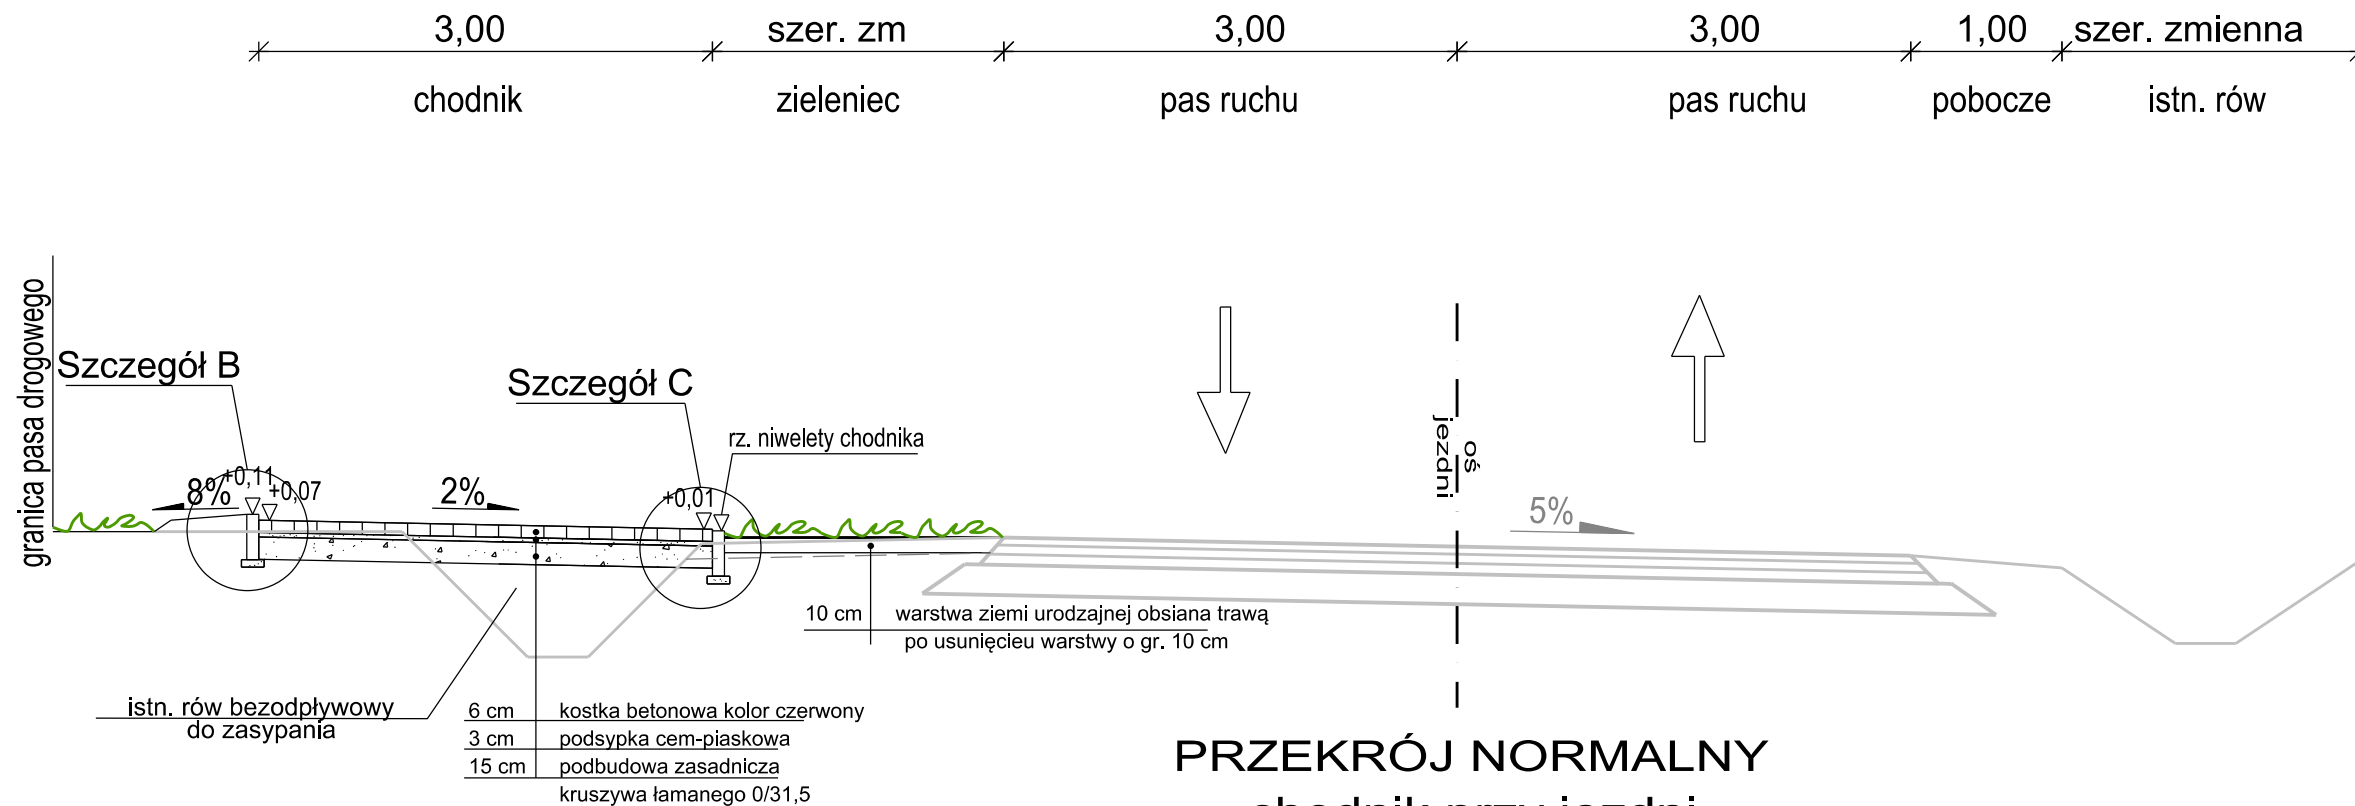 3,00 szer. zm 3,00 3,00 1,00 szer. zmienna
chodnik zieleniec pas ruchu pas ruchu pobocze istn. rów
granica pasa drogowego
Szczegół B
Szczegół C
rz. niwelety chodnika
oś
jezdni
8% +0,11 +0,07 2% +0,01
5%
10 cm warstwa ziemi urodzajnej obsiana trawą
po usunięcieu warstwy o gr. 10 cm
istn. rów bezodpływowy
do zasypania
6 cm kostka betonowa kolor czerwony
3 cm podsypka cem-piaskowa
15 cm podbudowa zasadnicza
kruszywa łamanego 0/31,5
PRZEKRÓJ NORMALNY
chodnik przy jezdni